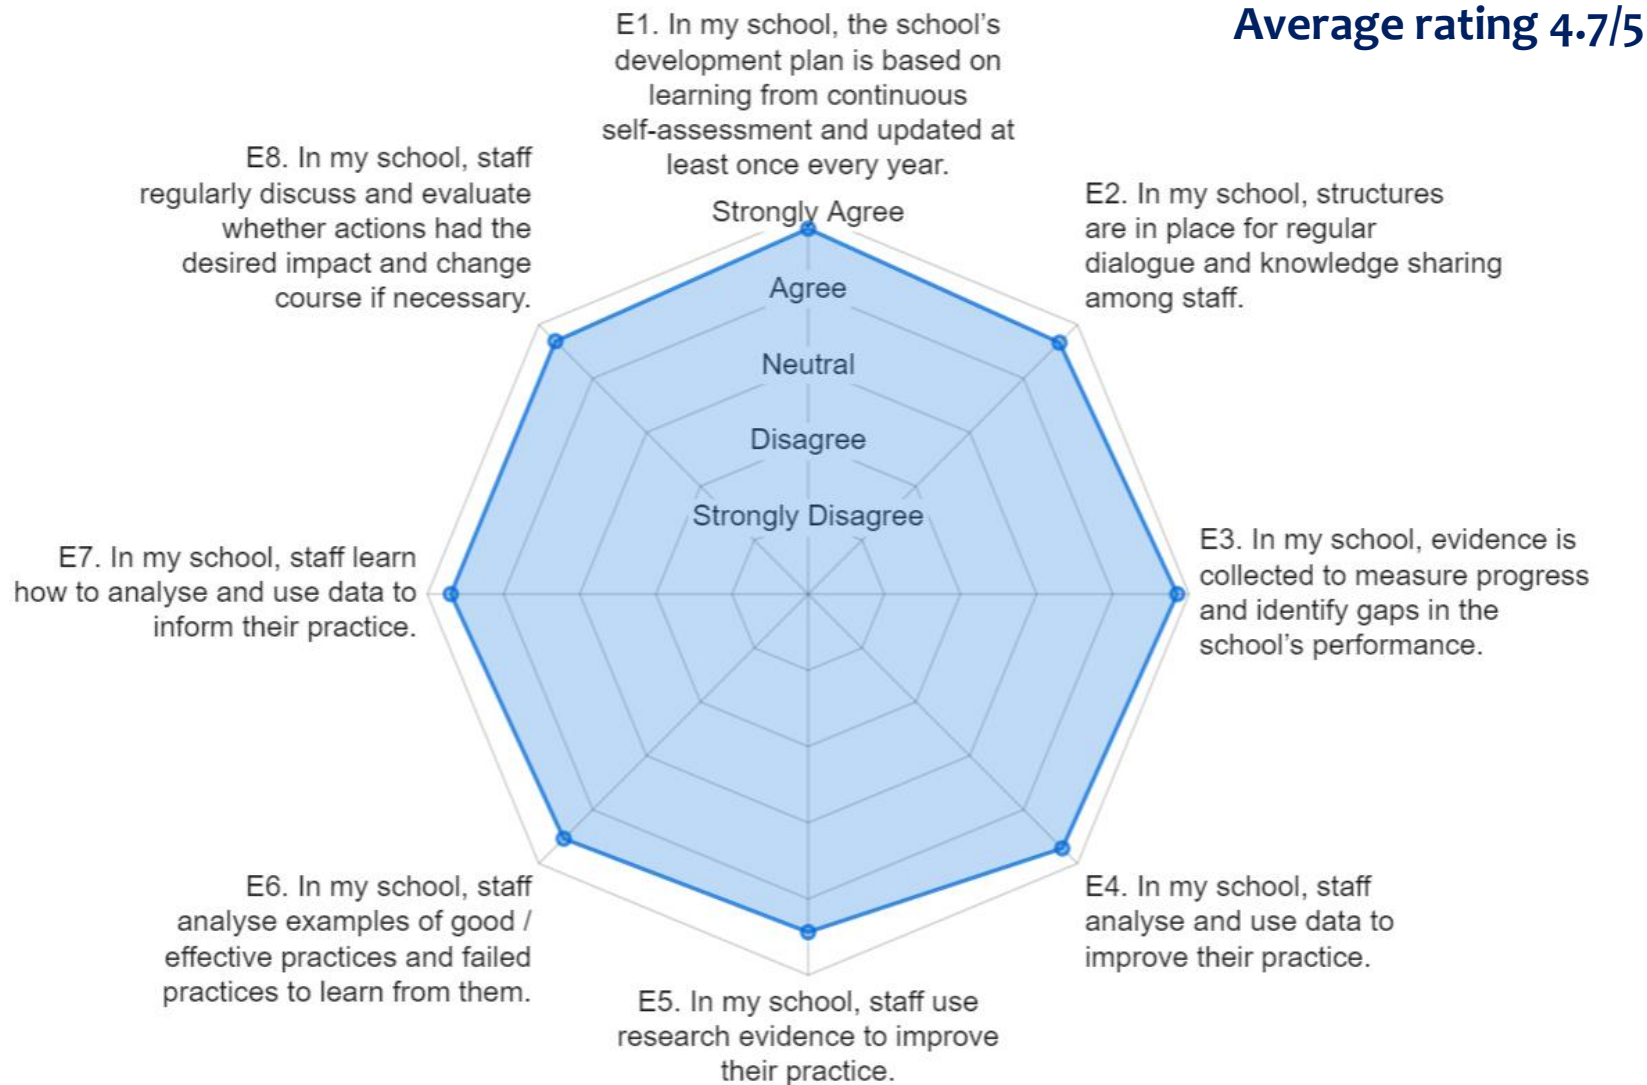 Average rating 4.7/5
E1. In my school, the school’s
development plan is based on
learning from continuous
self-assessment and updated at
least once every year.
E8. In my school, staff
regularly discuss and evaluate
whether actions had the
desired impact and change
course if necessary.
E2. In my school, structures
are in place for regular
dialogue and knowledge sharing
among staff.
Strongly Agree
Agree
Neutral
Disagree
Strongly Disagree
E7. In my school, staff learn
how to analyse and use data to
inform their practice.
E3. In my school, evidence is
collected to measure progress
and identify gaps in the
school’s performance.
E6. In my school, staff
analyse examples of good /
effective practices and failed
practices to learn from them.
E4. In my school, staff
analyse and use data to
improve their practice.
E5. In my school, staff use
research evidence to improve
their practice.